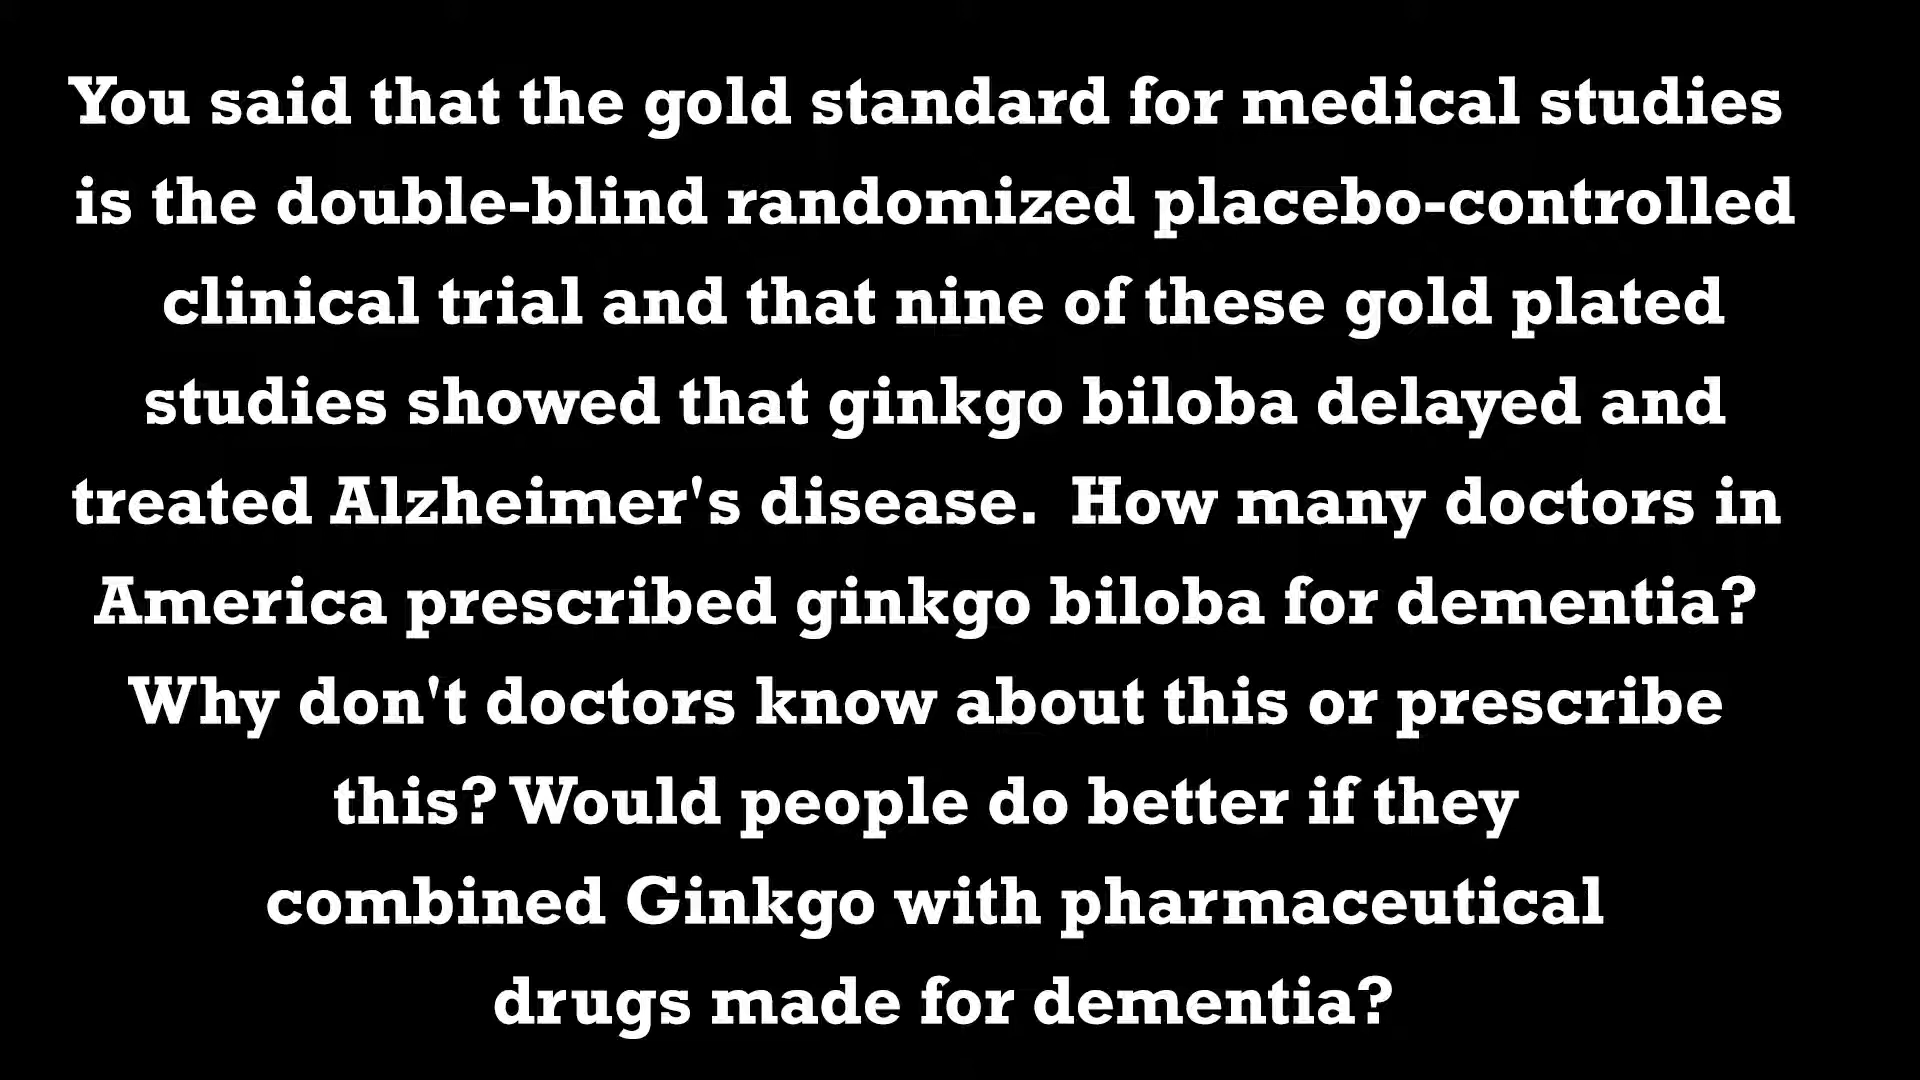 You said that the gold standard for medical studies
is the double-blind randomized placebo-controlled
clinical trial and that nine of these gold plated
studies showed that ginkgo biloba delayed and
treated Alzheimer's disease.  How many doctors in
America prescribed ginkgo biloba for dementia?
Why don't doctors know about this or prescribe
this? Would people do better if they
combined Ginkgo with pharmaceutical
drugs made for dementia?